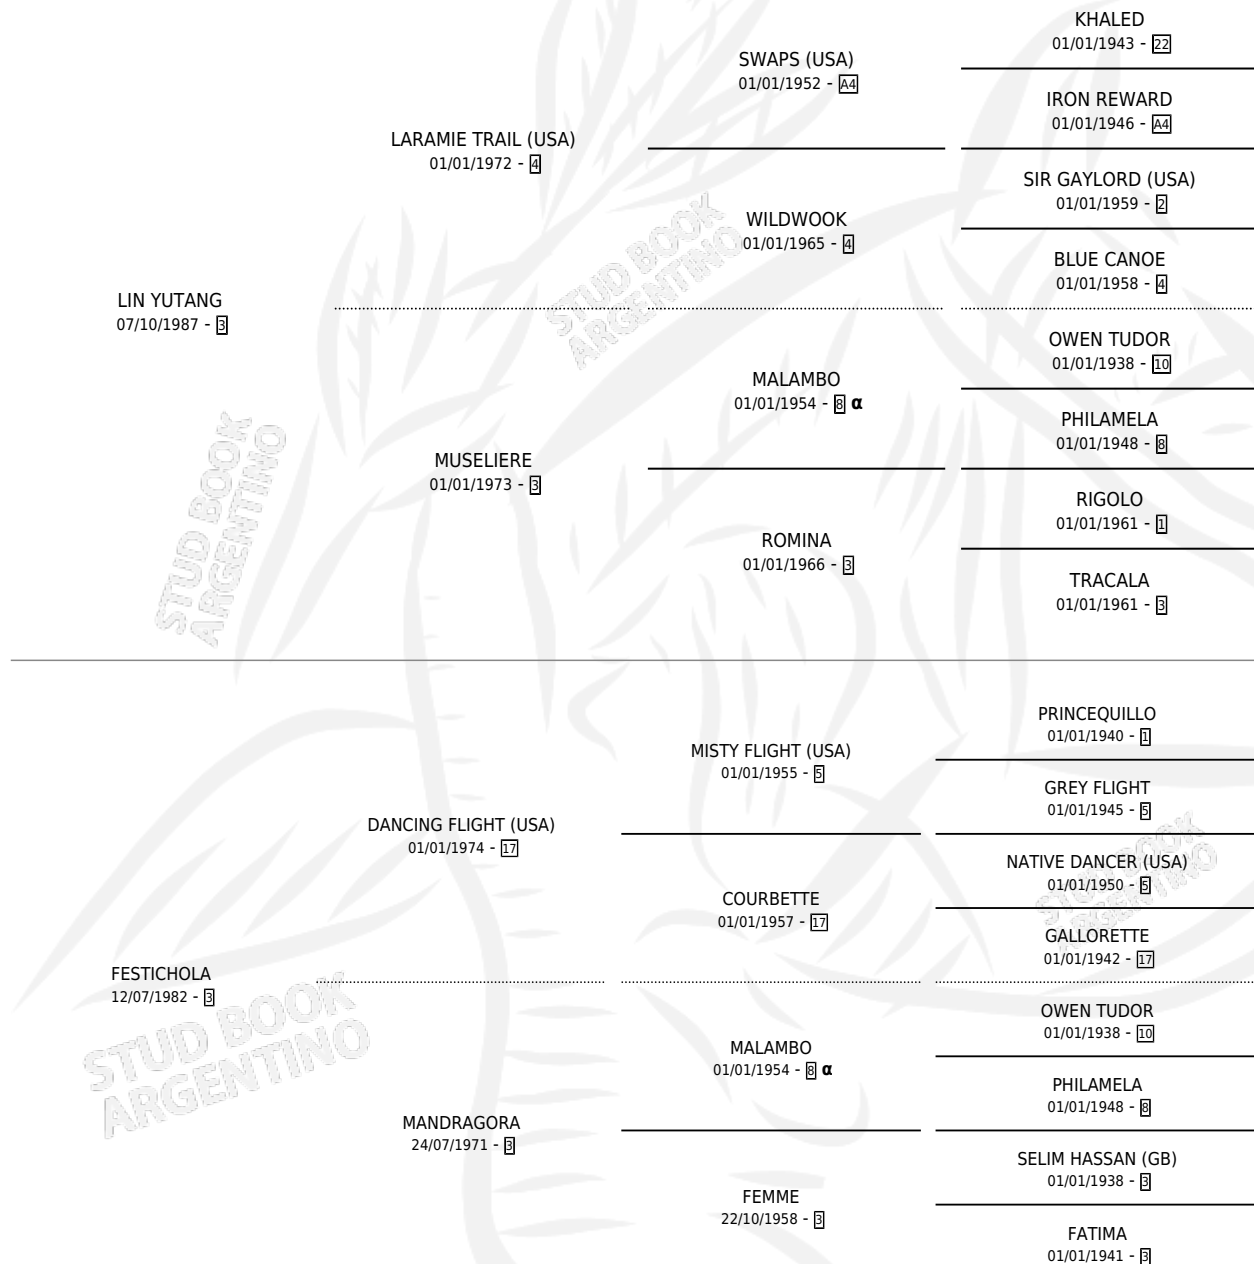 KHALED
01/01/1943 - 22
SWAPS (USA)
01/01/1952 - A4
IRON REWARD
01/01/1946 - A4
LARAMIE TRAIL (USA)
01/01/1972 - 4
SIR GAYLORD (USA)
01/01/1959 - 2
WILDWOOK
01/01/1965 - 4
BLUE CANOE
01/01/1958 - 4
LIN YUTANG
07/10/1987 - 3
OWEN TUDOR
01/01/1938 - 10
MALAMBO
01/01/1954 - 8 α
PHILAMELA
01/01/1948 - 8
MUSELIERE
01/01/1973 - 3
RIGOLO
01/01/1961 - 1
ROMINA
01/01/1966 - 3
TRACALA
01/01/1961 - 3
STUD BOOK
ARGENTINO
STUD BOOK
ARGENTINO
PRINCEQUILLO
01/01/1940 - 1
MISTY FLIGHT (USA)
01/01/1955 - 5
GREY FLIGHT
01/01/1945 - 5
DANCING FLIGHT (USA)
01/01/1974 - 17
NATIVE DANCER (USA)
01/01/1950 - 5
COURBETTE
01/01/1957 - 17
GALLORETTE
01/01/1942 - 17
FESTICHOLA
12/07/1982 - 3
OWEN TUDOR
01/01/1938 - 10
MALAMBO
01/01/1954 - 8 α
PHILAMELA
01/01/1948 - 8
MANDRAGORA
24/07/1971 - 3
SELIM HASSAN (GB)
01/01/1938 - 3
FEMME
22/10/1958 - 3
FATIMA
01/01/1941 - 3
STUD BOOK
ARGENTINO
STUD BOOK
ARGENTINO